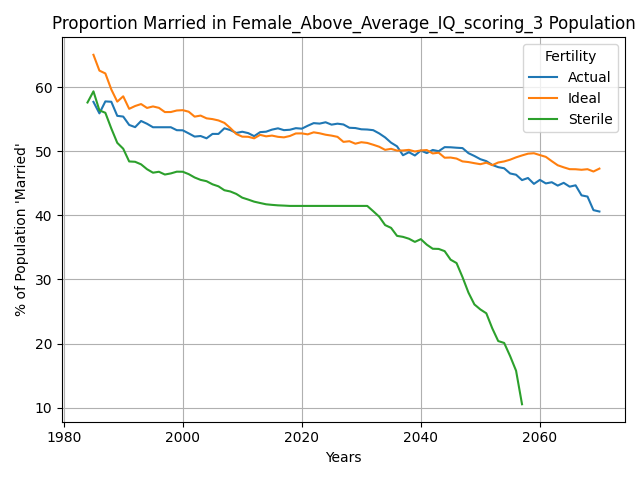 Proportion Married in Female_Above_Average_IQ_scoring_3 Population
% of Population 'Married'
60
50
40
30
20
10
Fertility
Actual
Ideal
Sterile
1980
2000
2020
2040
2060
Years